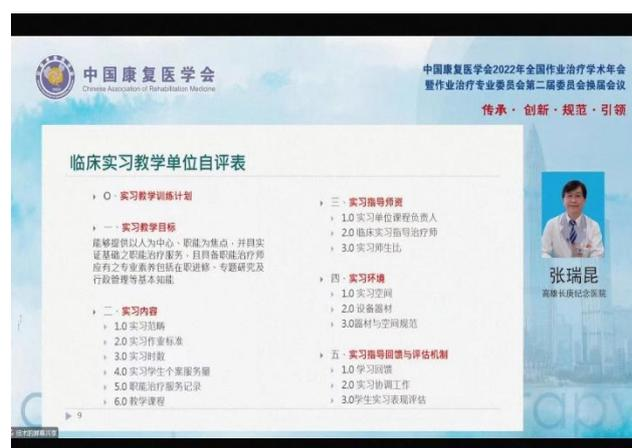 中国康复医学会
Chinese Association of Rehabilitation Medicine
中国康复医学会2022年全国作业治疗学术年会
暨作业治疗专业委员会第二届委员会换届会议
传承·创新·规范·引领
临床实习教学单位自评表
O、实习教学训练计划
一、实习教学目标
能够提供以人为中心、职能为焦点，并具实
证基础之职能治疗服务，且具备职能治疗师
应有之专业素养包括在职进修、专题研究及
行政管理等基本知能
二、实习内容
1.0 实习范畴
2.0 实习作业标准
3.0 实习时数
4.0 实习学生个案服务量
5.0 职能治疗服务记录
6.0 教学课程
三、实习指导师资
1.0 实习单位课程负责人
2.0 临床实习指导治疗师
3.0 实习师生比
四、实习环境
1.0 实习空间
2.0 设备器材
3.0器材与空间规范
五、实习指导回馈与评估机制
1.0 学习回馈
2.0 实习协调工作
3.0学生实习表现评估
张瑞昆
高雄长庚纪念医院
9
技术的屏幕共享